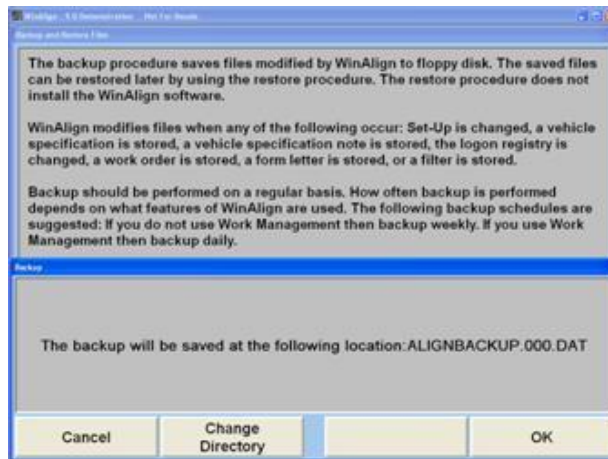 WinAlign - 9.0 Demonstration - Not For Resale
Backup and Restore Files
The backup procedure saves files modified by WinAlign to floppy disk. The saved files
can be restored later by using the restore procedure. The restore procedure does not
install the WinAlign software.
WinAlign modifies files when any of the following occur: Set-Up is changed, a vehicle
specification is stored, a vehicle specification note is stored, the logon registry is
changed, a work order is stored, a form letter is stored, or a filter is stored.
Backup should be performed on a regular basis. How often backup is performed
depends on what features of WinAlign are used. The following backup schedules are
suggested: If you do not use Work Management then backup weekly. If you use Work
Management then backup daily.
Backup
The backup will be saved at the following location:ALIGNBACKUP.000.DAT
Cancel
Change
Directory
OK